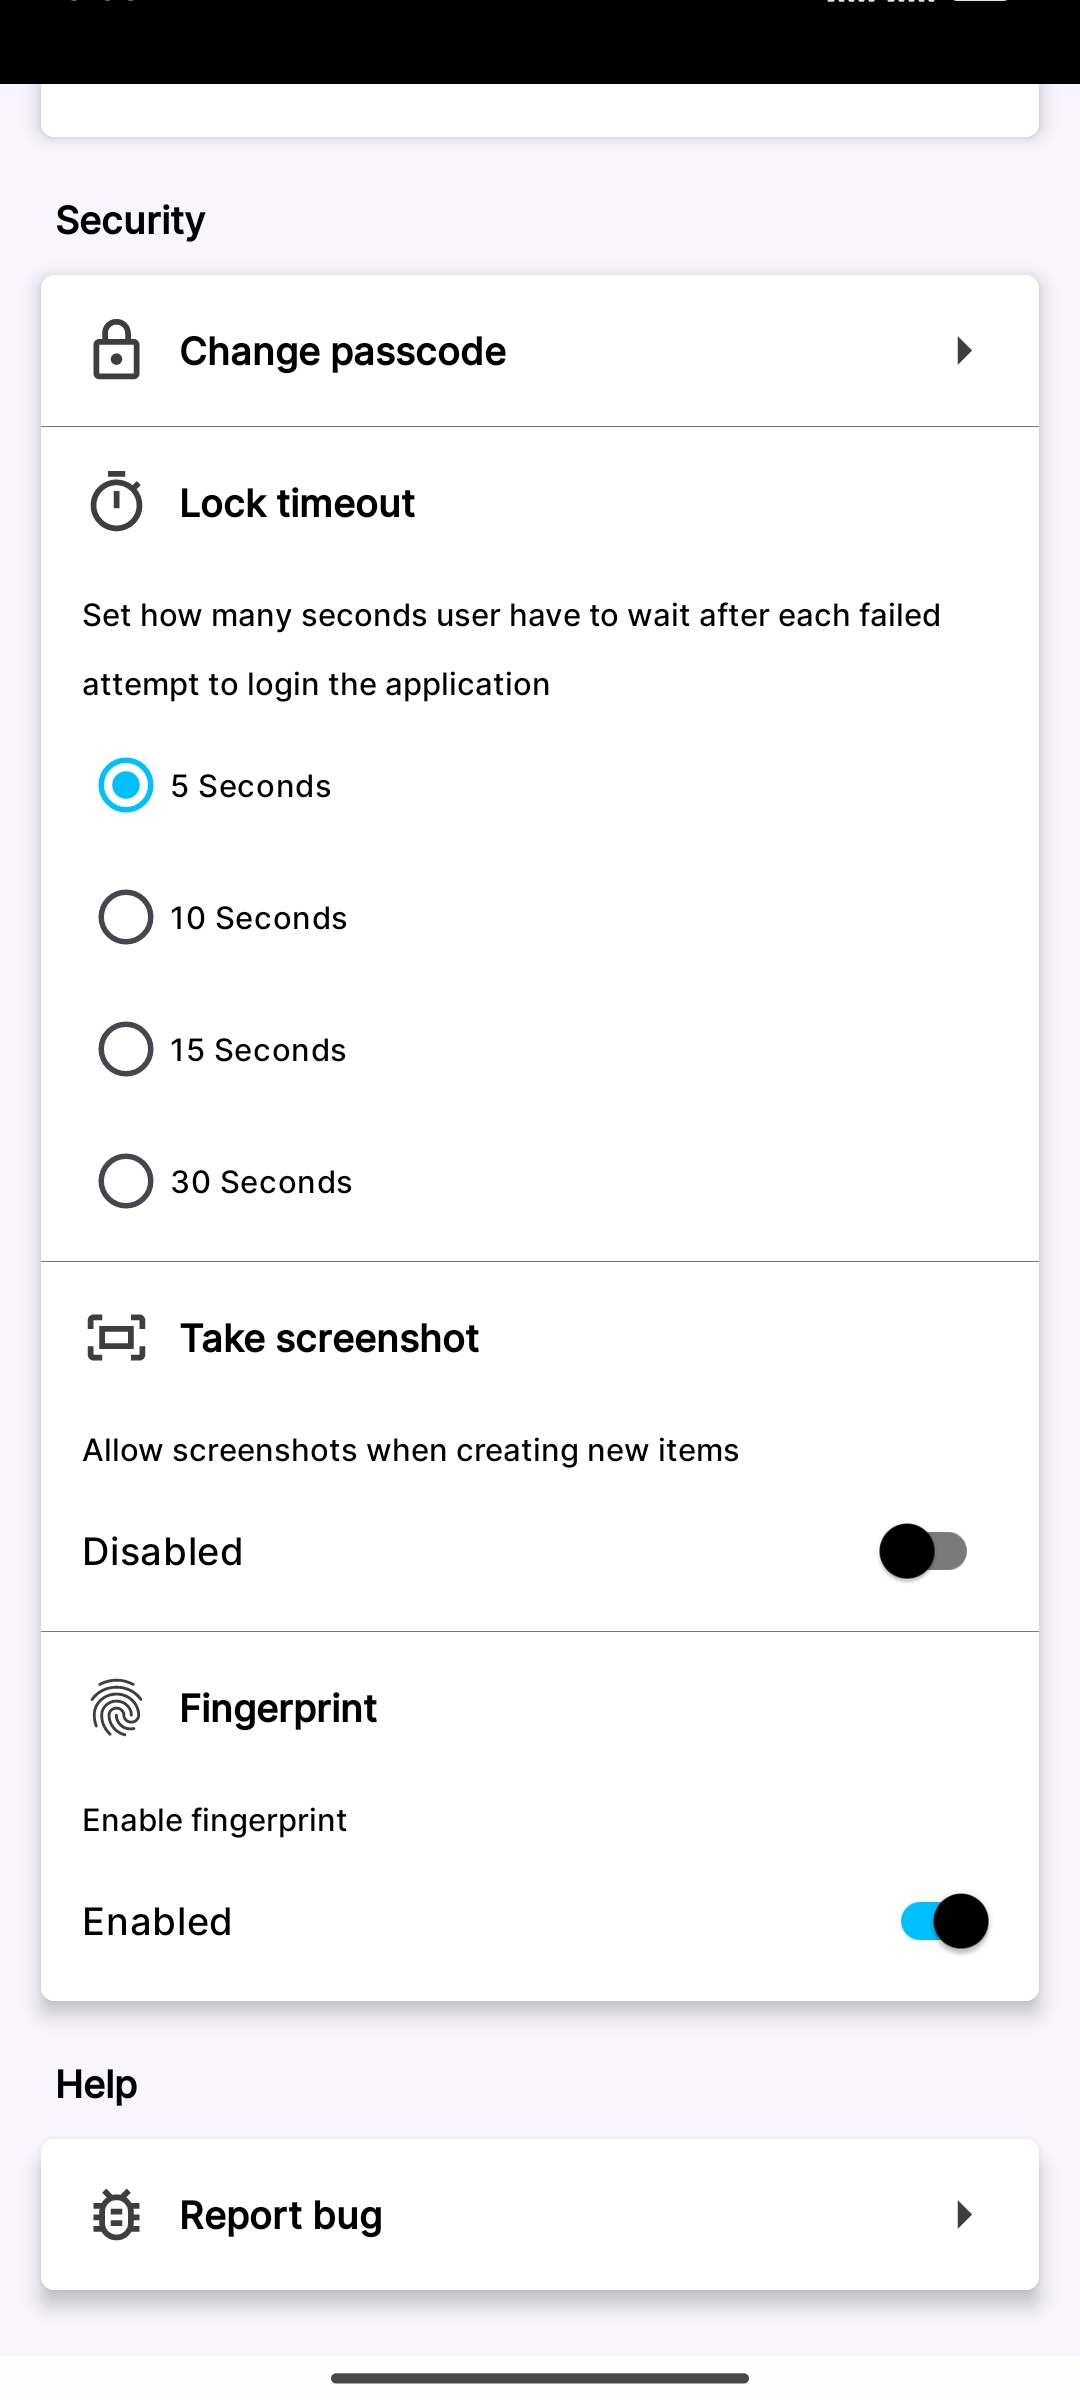 Security
Change passcode
Lock timeout
Set how many seconds user have to wait after each failed
attempt to login the application
5 Seconds
10 Seconds
15 Seconds
30 Seconds
Take screenshot
Allow screenshots when creating new items
Disabled
Fingerprint
Enable fingerprint
Enabled
Help
Report bug